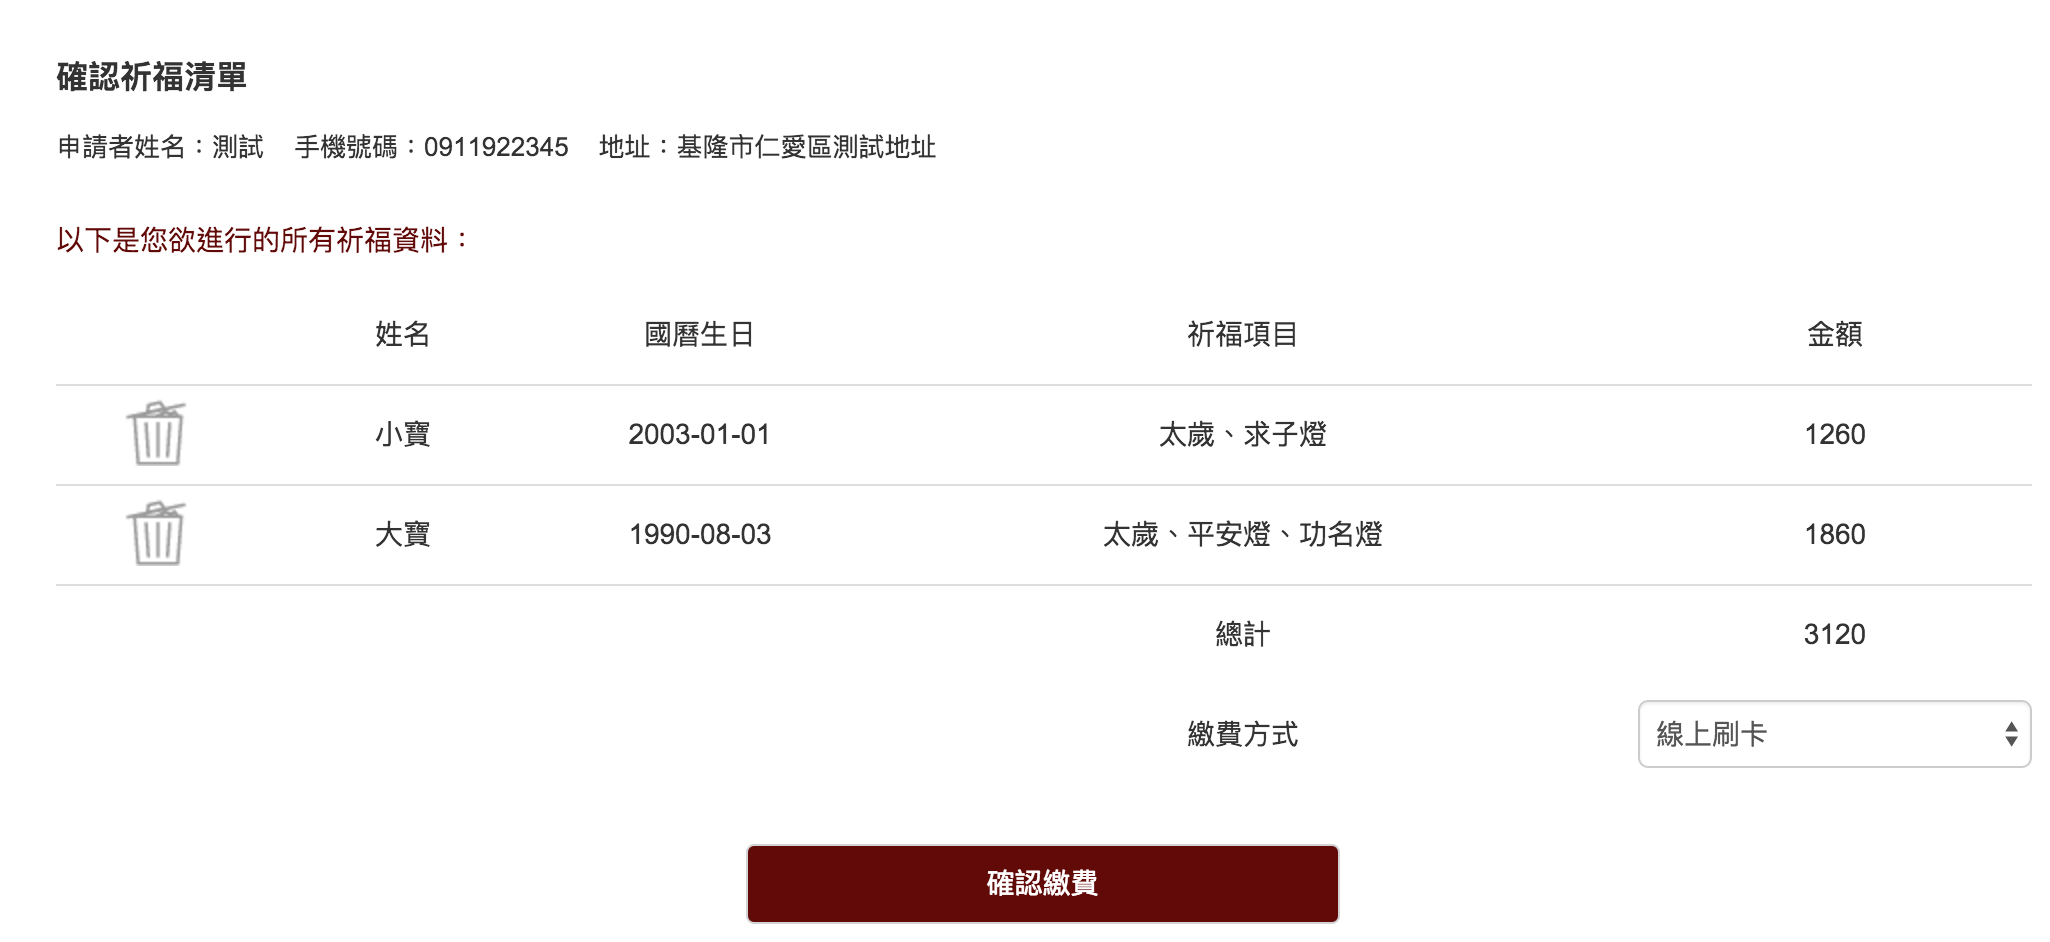 確認祈福清單
申請者姓名：測試 手機號碼：0911922345 地址：基隆市仁愛區測試地址
以下是您欲進行的所有祈福資料：
姓名 國曆生日 祈福項目 金額
小寶 2003-01-01 太歲、求子燈 1260
大寶 1990-08-03 太歲、平安燈、功名燈 1860
總計 3120
繳費方式 線上刷卡
確認繳費